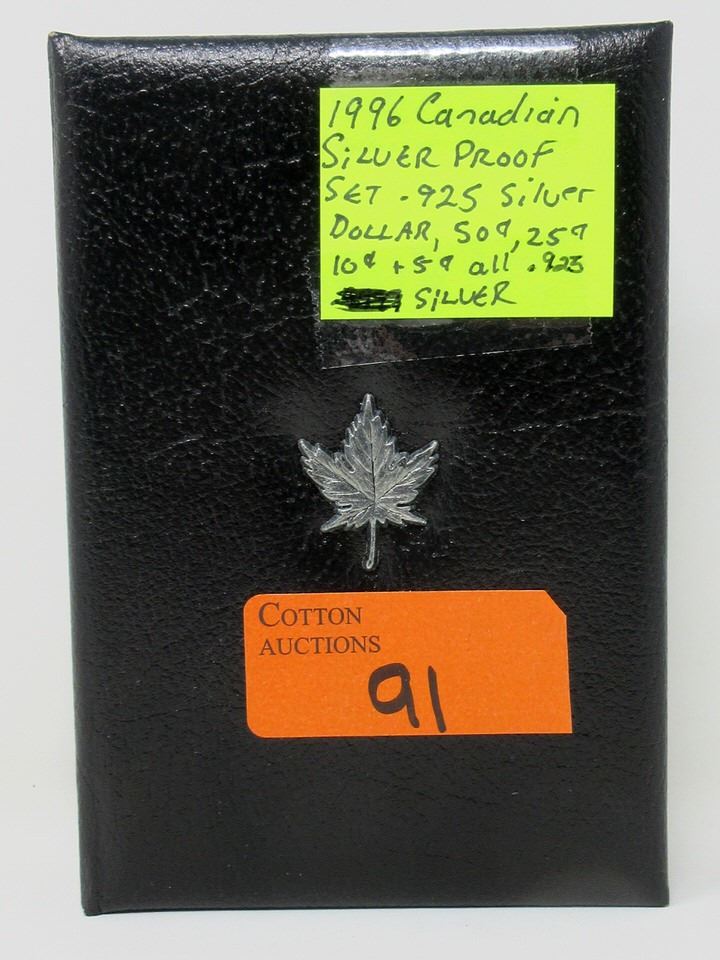 1996 Canadian
SILVER PROOF
SET .925 Silver
DOLLAR, 50¢, 25¢
10¢ + 5¢ all .925
SILVER
COTTON
AUCTIONS
91